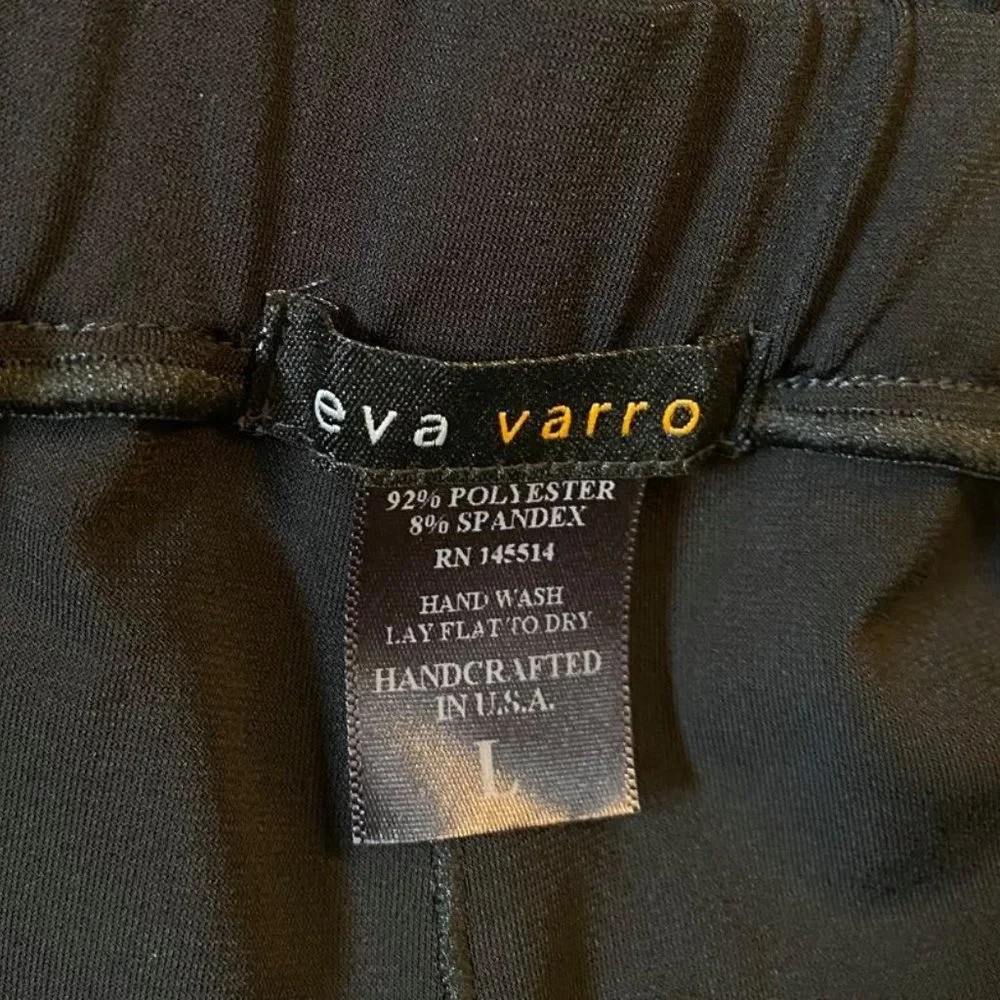 eva varro
92% POLYESTER
8% SPANDEX
RN 145514
HAND WASH
LAY FLAT TO DRY
HANDCRAFTED
IN U.S.A.
L